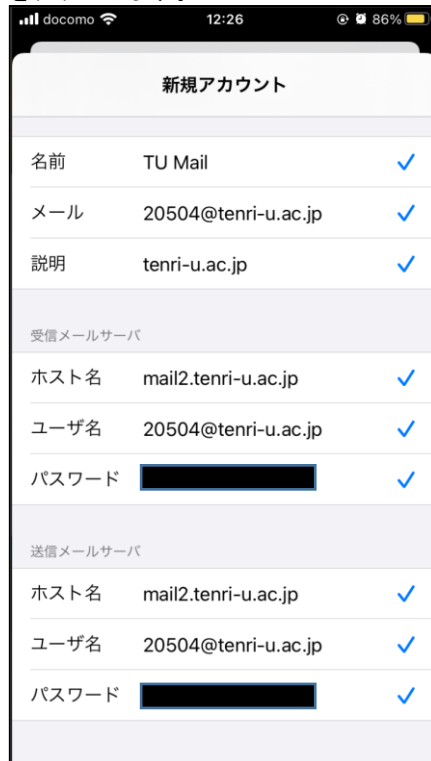 docomo 12:26 86%
新規アカウント
名前 TU Mail
メール 20504@tenri-u.ac.jp
説明 tenri-u.ac.jp
受信メールサーバ
ホスト名 mail2.tenri-u.ac.jp
ユーザ名 20504@tenri-u.ac.jp
パスワード
送信メールサーバ
ホスト名 mail2.tenri-u.ac.jp
ユーザ名 20504@tenri-u.ac.jp
パスワード